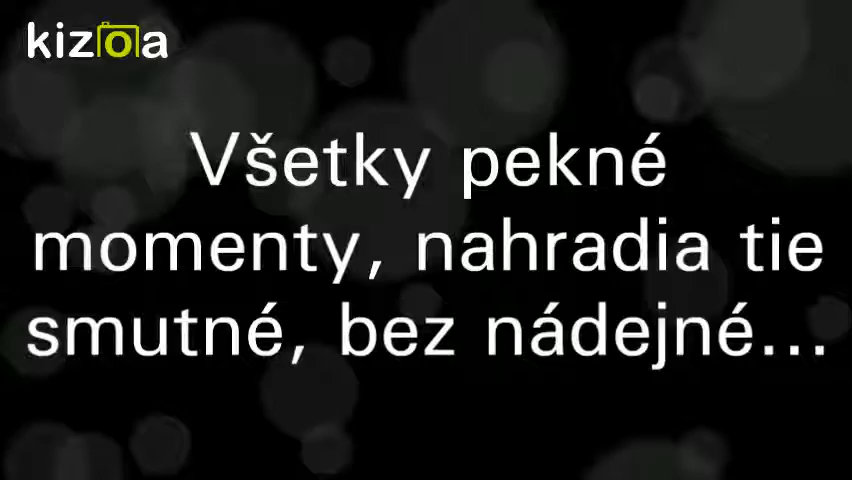 kizoa
Všetky pekné
momenty, nahradia tie
smutné, bez nádejné...